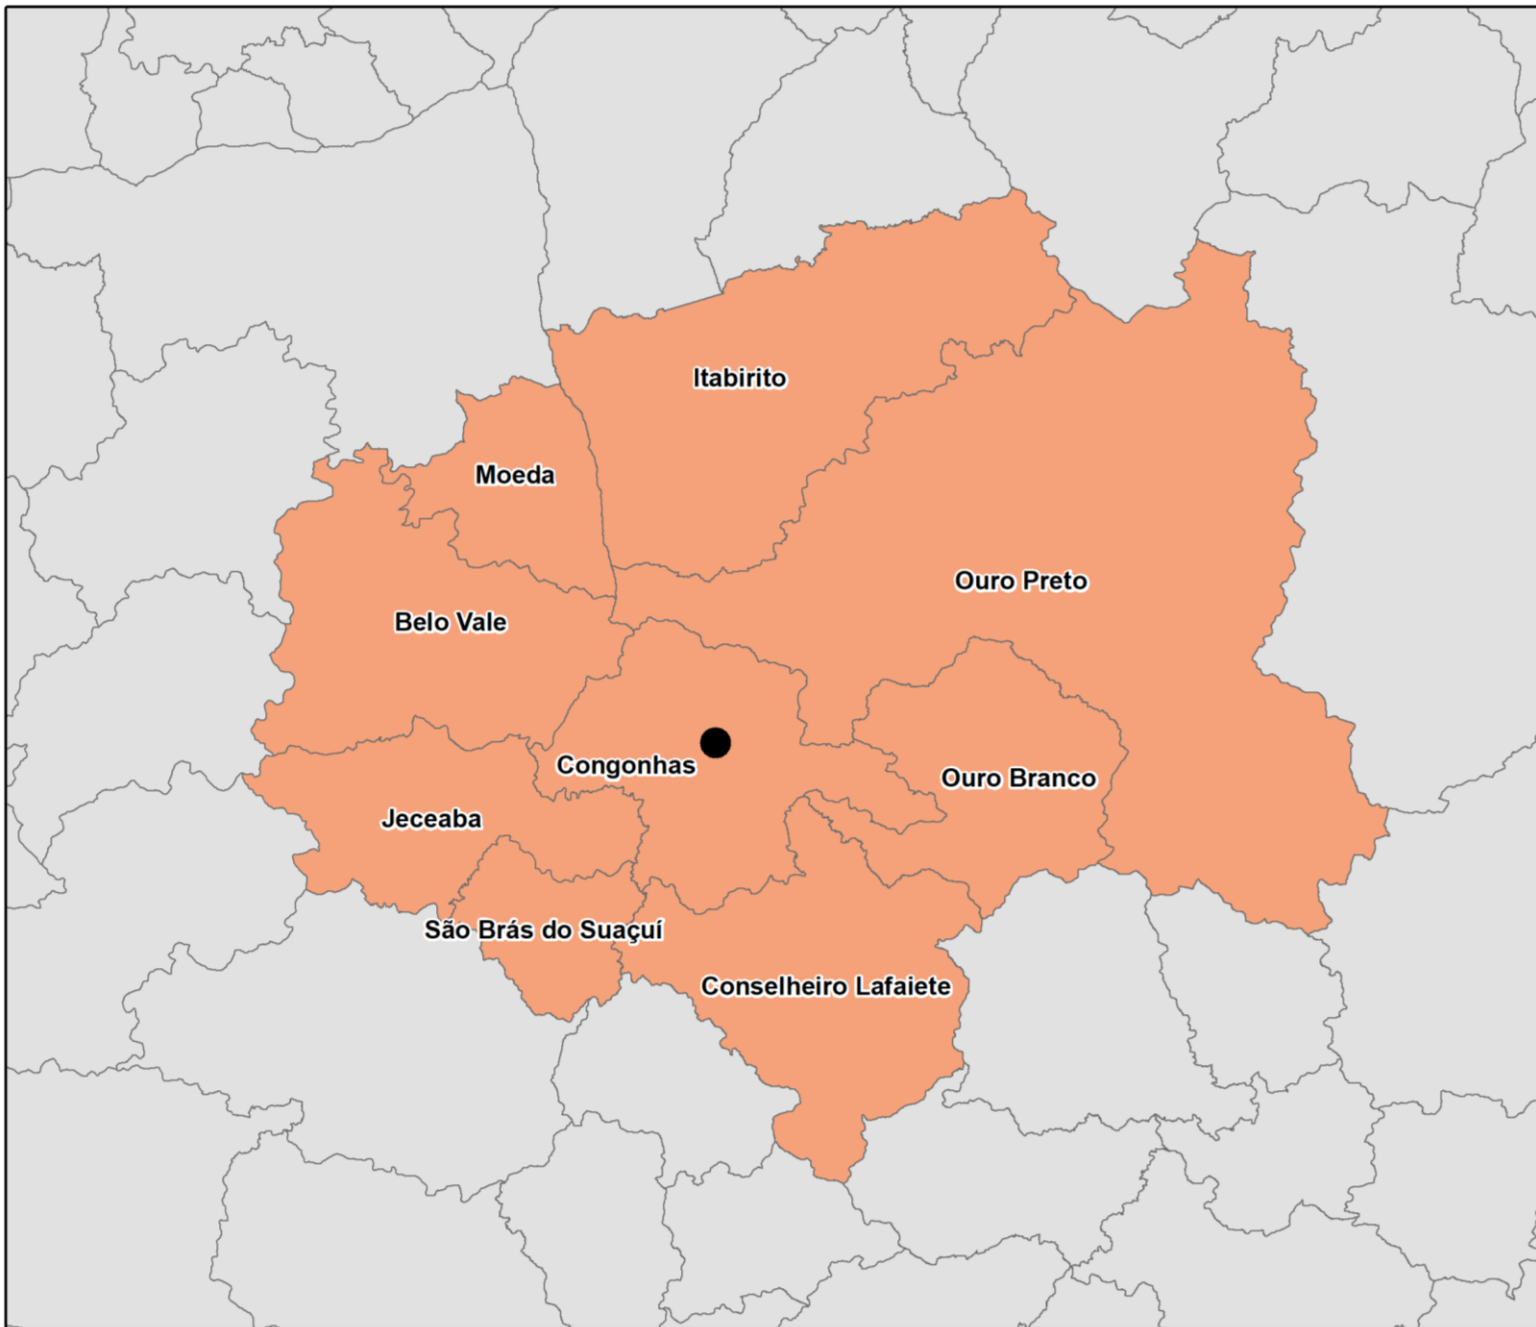 Itabirito
Moeda
Ouro Preto
Belo Vale
Congonhas
Ouro Branco
Jeceaba
São Brás do Suaçuí
Conselheiro Lafaiete